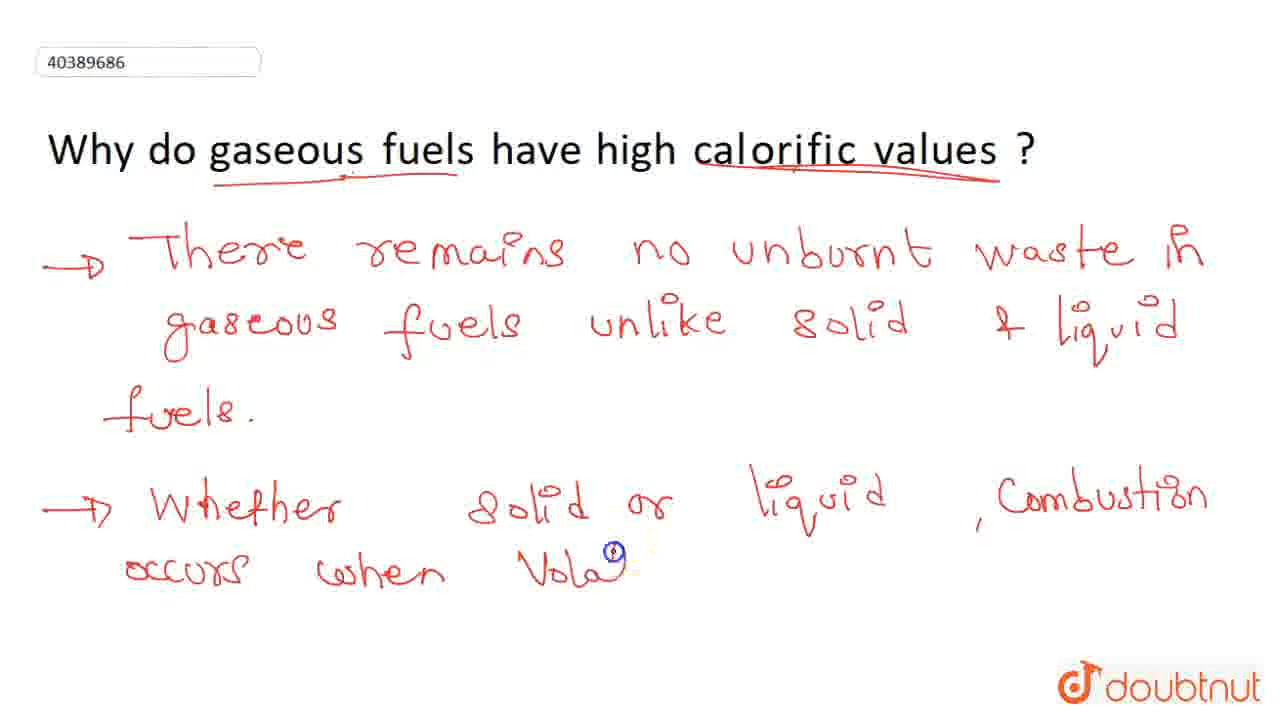 40389686
Why do gaseous fuels have high calorific values ?
→ There remains no unburnt waste in
gaseous fuels unlike solid & liquid
fuels.
→ Whether solid or liquid , Combustion
occurs when Vola
doubtnut